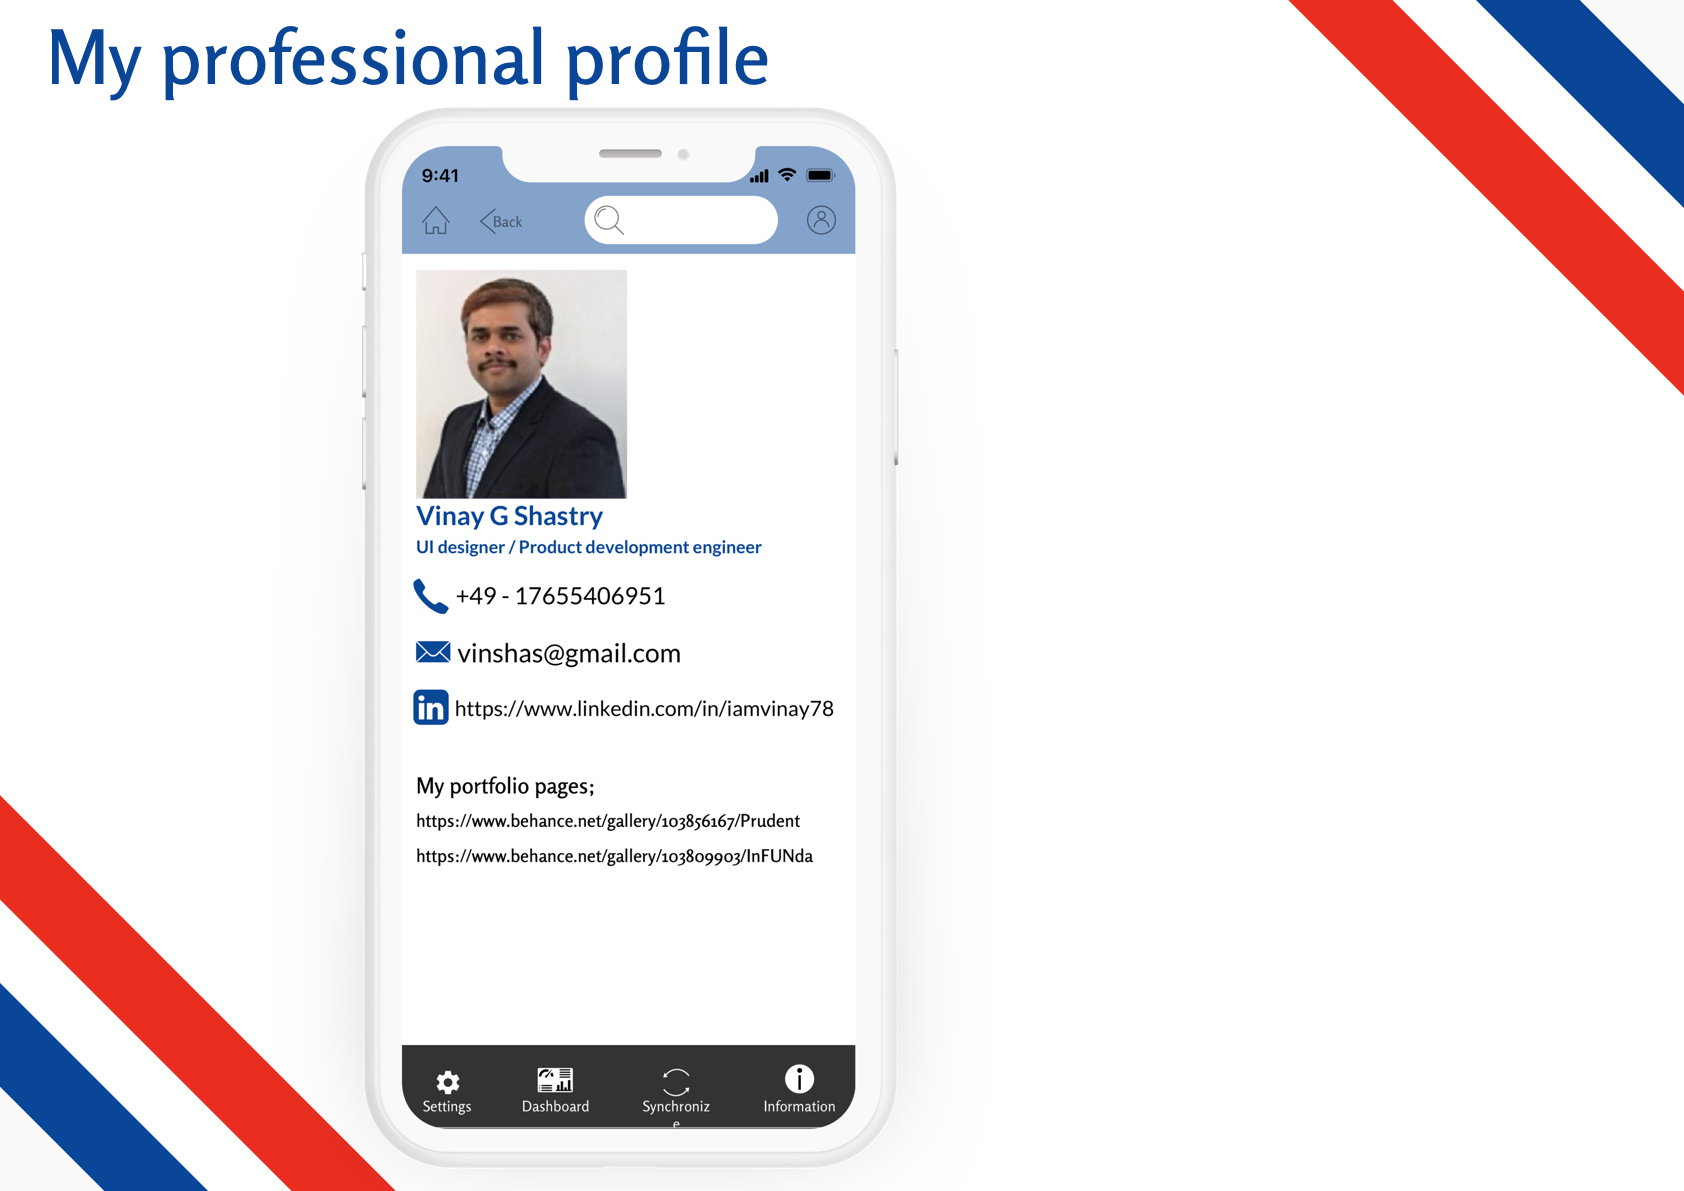 My professional profile
9:41
Back
Vinay G Shastry
UI designer / Product development engineer
+49 - 17655406951
vinshas@gmail.com
in https://www.linkedin.com/in/iamvinay78
My portfolio pages;
https://www.behance.net/gallery/103856167/Prudent
https://www.behance.net/gallery/103809903/InFUNda
Settings Dashboard Synchroniz Information
e